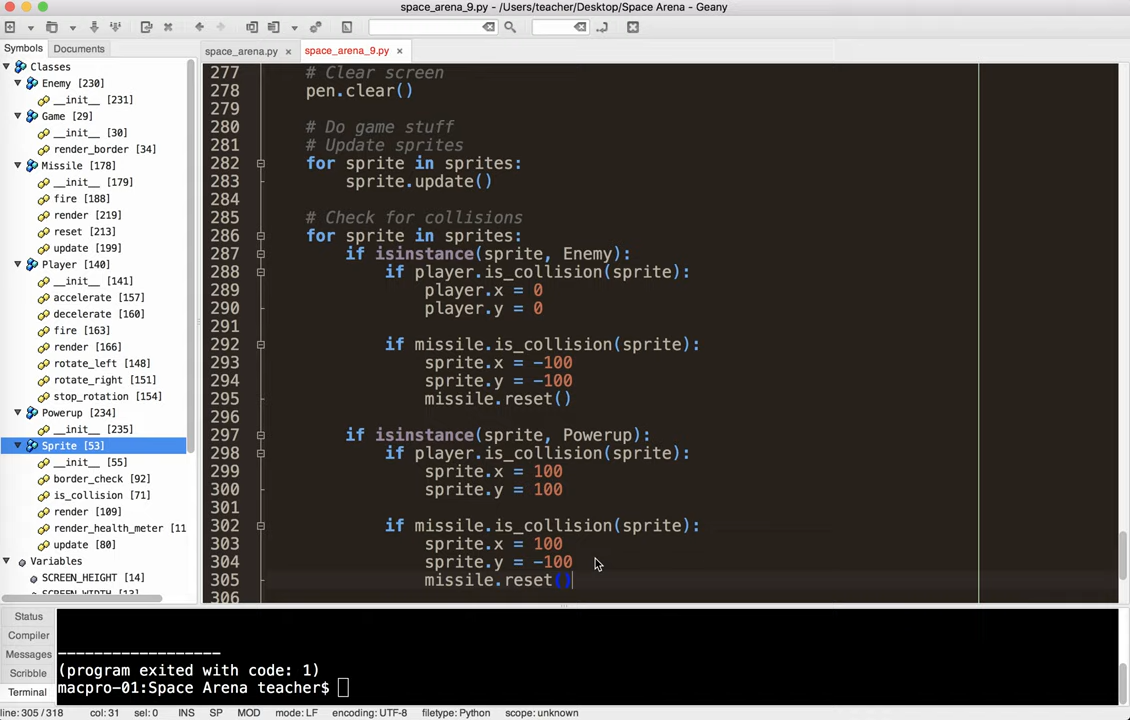 space_arena_9.py - /Users/teacher/Desktop/Space Arena - Geany
Symbols Documents
space_arena.py × space_arena_9.py ×
Classes
Enemy [230]
__init__ [231]
Game [29]
__init__ [30]
render_border [34]
Missile [178]
__init__ [179]
fire [188]
render [219]
reset [213]
update [199]
Player [140]
__init__ [141]
accelerate [157]
decelerate [160]
fire [163]
render [166]
rotate_left [148]
rotate_right [151]
stop_rotation [154]
Powerup [234]
__init__ [235]
Sprite [53]
__init__ [55]
border_check [92]
is_collision [71]
render [109]
render_health_meter [11
update [80]
Variables
SCREEN_HEIGHT [14]
SCREEN_WIDTH [13]
277 # Clear screen
278 pen.clear()
279
280 # Do game stuff
281 # Update sprites
282 for sprite in sprites:
283 sprite.update()
284
285 # Check for collisions
286 for sprite in sprites:
287 if isinstance(sprite, Enemy):
288 if player.is_collision(sprite):
289 player.x = 0
290 player.y = 0
291
292 if missile.is_collision(sprite):
293 sprite.x = -100
294 sprite.y = -100
295 missile.reset()
296
297 if isinstance(sprite, Powerup):
298 if player.is_collision(sprite):
299 sprite.x = 100
300 sprite.y = 100
301
302 if missile.is_collision(sprite):
303 sprite.x = 100
304 sprite.y = -100
305 missile.reset()
306
Status
Compiler
Messages
Scribble
Terminal
------------------
(program exited with code: 1)
macpro-01:Space Arena teacher$
line: 305 / 318 col: 31 sel: 0 INS SP MOD mode: LF encoding: UTF-8 filetype: Python scope: unknown